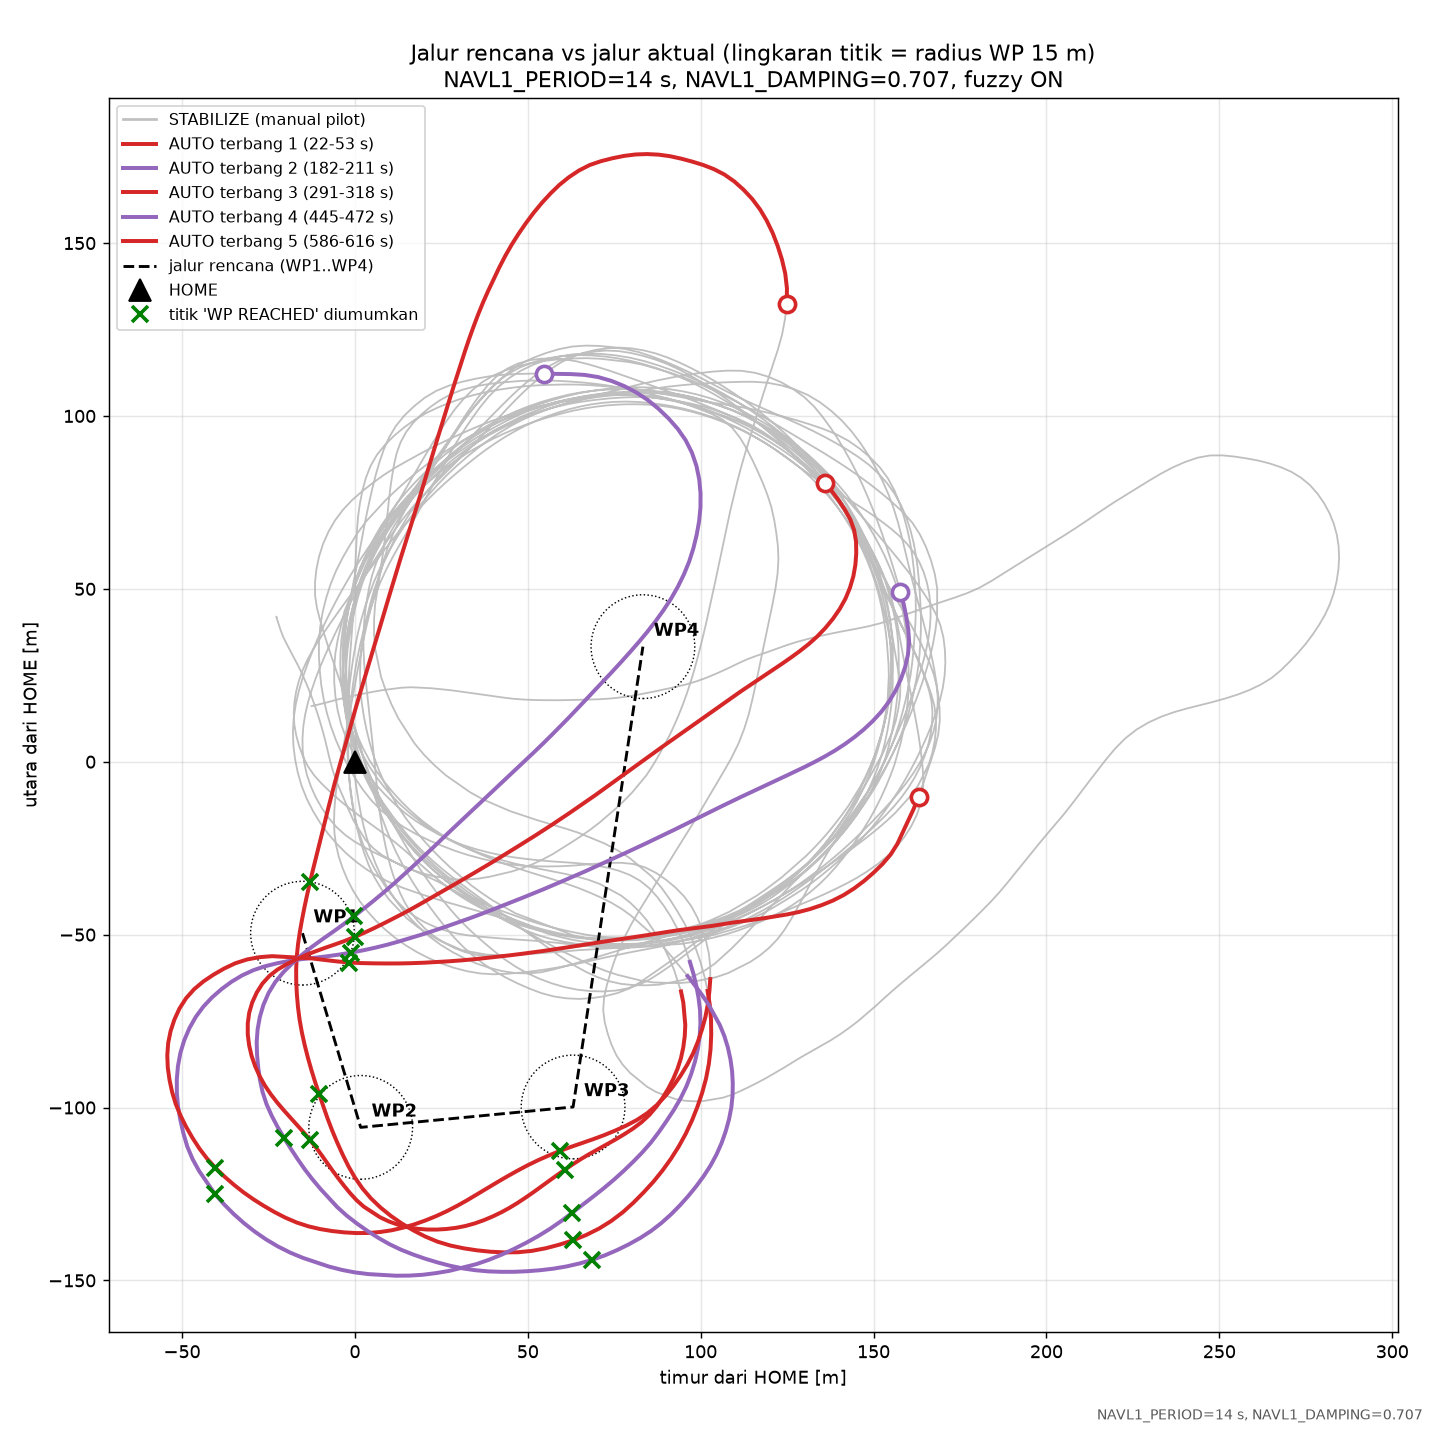 Jalur rencana vs jalur aktual (lingkaran titik = radius WP 15 m)
NAVL1_PERIOD=14 s, NAVL1_DAMPING=0.707, fuzzy ON
STABILIZE (manual pilot)
AUTO terbang 1 (22-53 s)
AUTO terbang 2 (182-211 s)
AUTO terbang 3 (291-318 s)
AUTO terbang 4 (445-472 s)
AUTO terbang 5 (586-616 s)
jalur rencana (WP1..WP4)
HOME
titik 'WP REACHED' diumumkan
utara dari HOME [m]
150
100
50
0
−50
−100
−150
WP4
WP1
WP2
WP3
−50
0
50
100
150
200
250
300
timur dari HOME [m]
NAVL1_PERIOD=14 s, NAVL1_DAMPING=0.707